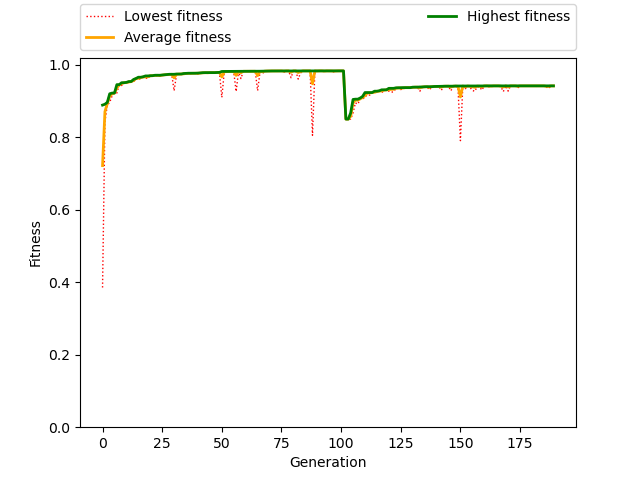 Lowest fitness
Average fitness
Highest fitness
1.0
0.8
0.6
0.4
0.2
0.0
Fitness
0 25 50 75 100 125 150 175
Generation